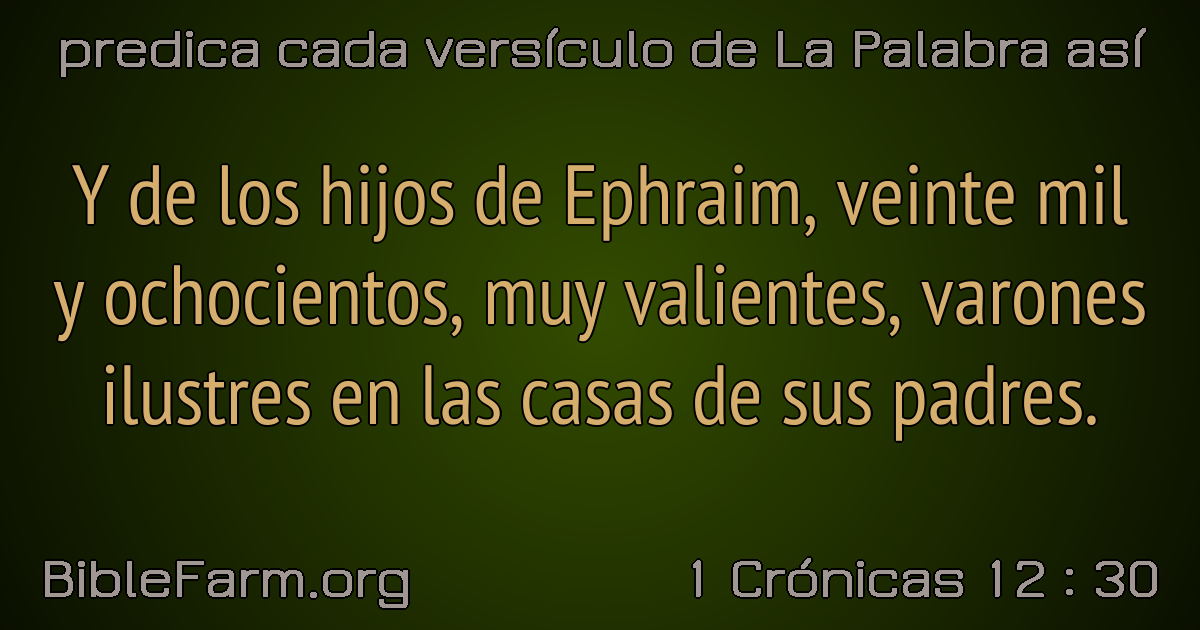 predica cada versículo de La Palabra así
Y de los hijos de Ephraim, veinte mil
y ochocientos, muy valientes, varones
ilustres en las casas de sus padres.
BibleFarm.org
1 Crónicas 12 : 30